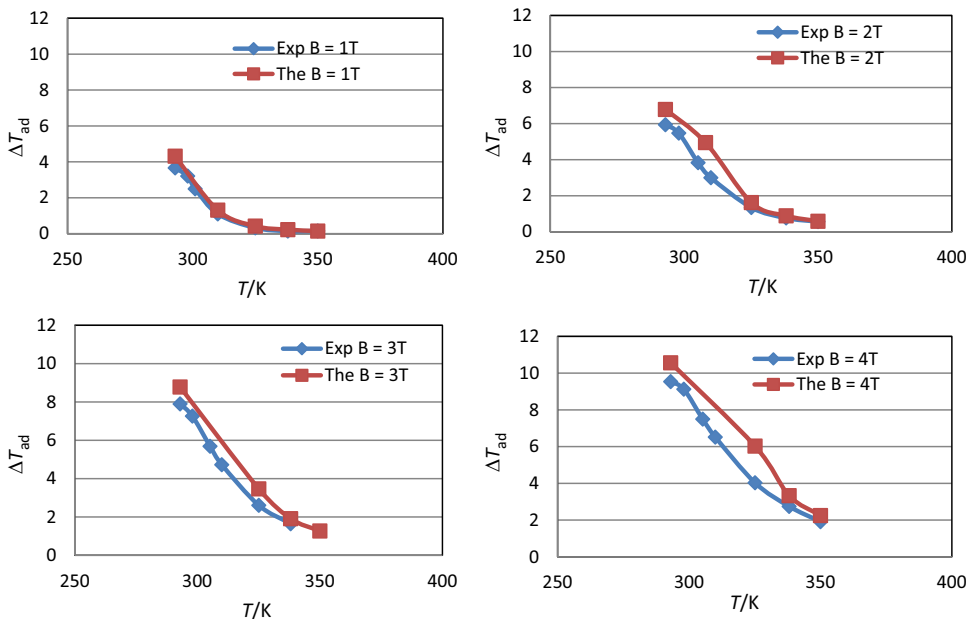 12
10
8
6
4
2
0
ΔTad
Exp B = 1T
The B = 1T
250
300
350
400
T/K
12
10
8
6
4
2
0
ΔTad
Exp B = 2T
The B = 2T
250
300
350
400
T/K
12
10
8
6
4
2
0
ΔTad
Exp B = 3T
The B = 3T
250
300
350
400
T/K
12
10
8
6
4
2
0
ΔTad
Exp B = 4T
The B = 4T
250
300
350
400
T/K